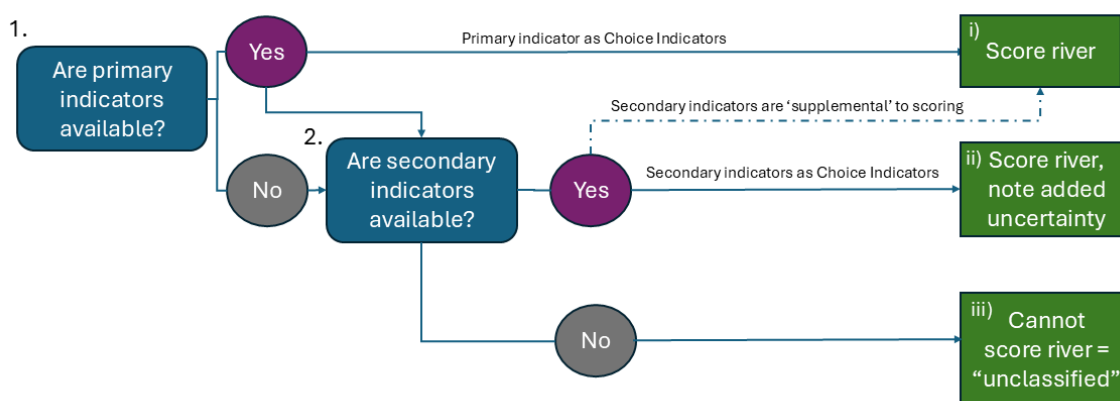 1.
Are primary
indicators
available?
Yes
Primary indicator as Choice Indicators
i)
Score river
Secondary indicators are ‘supplemental’ to scoring
No
2.
Are secondary
indicators
available?
Yes
Secondary indicators as Choice Indicators
ii) Score river,
note added
uncertainty
No
iii)
Cannot
score river =
“unclassified”